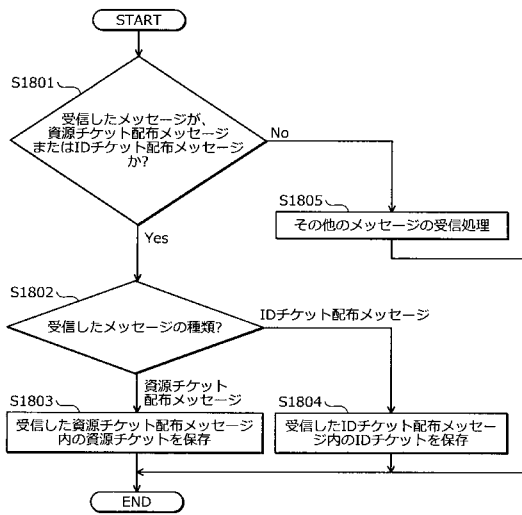 START
S1801
受信したメッセージが、
資源チケット配布メッセージ
またはIDチケット配布メッセージ
か?
No
S1805
その他のメッセージの受信処理
Yes
S1802
受信したメッセージの種類?
IDチケット配布メッセージ
資源チケット
配布メッセージ
S1803
受信した資源チケット配布メッセージ
内の資源チケットを保存
S1804
受信したIDチケット配布メッセー
ジ内のIDチケットを保存
END